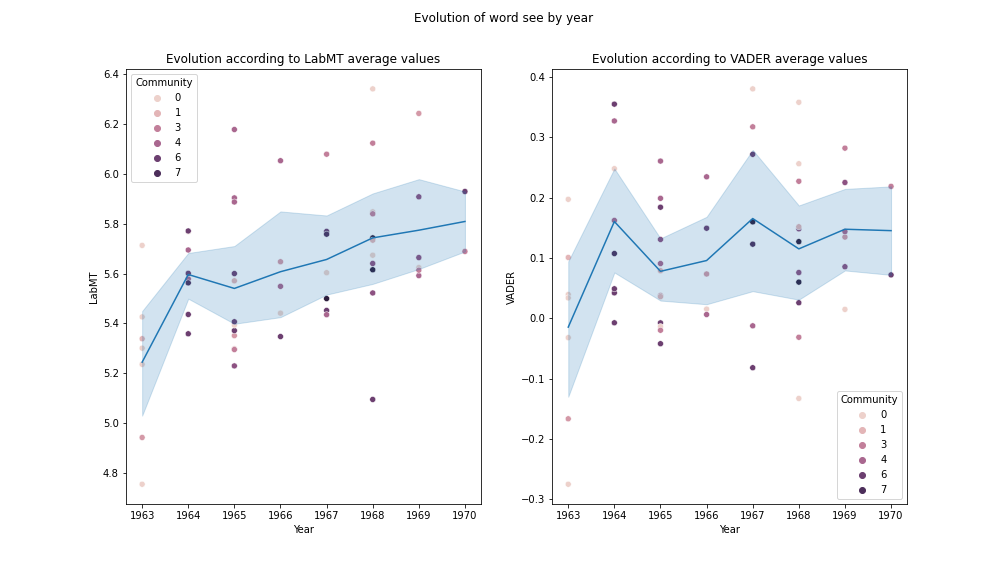 Evolution of word see by year
Evolution according to LabMT average values
Community
0
1
3
4
6
7
6.4
6.2
6.0
5.8
5.6
5.4
5.2
5.0
4.8
LabMT
1963 1964 1965 1966 1967 1968 1969 1970
Year
Evolution according to VADER average values
0.4
0.3
0.2
0.1
0.0
−0.1
−0.2
−0.3
VADER
Community
0
1
3
4
6
7
1963 1964 1965 1966 1967 1968 1969 1970
Year